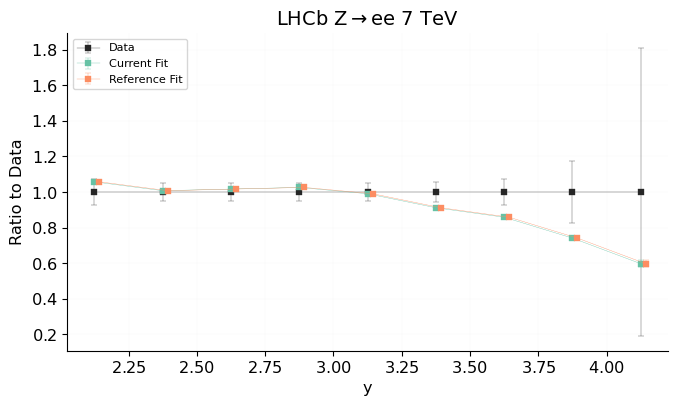 LHCb Z→ee 7 TeV
Data
Current Fit
Reference Fit
Ratio to Data
1.8
1.6
1.4
1.2
1.0
0.8
0.6
0.4
0.2
2.25 2.50 2.75 3.00 3.25 3.50 3.75 4.00
y